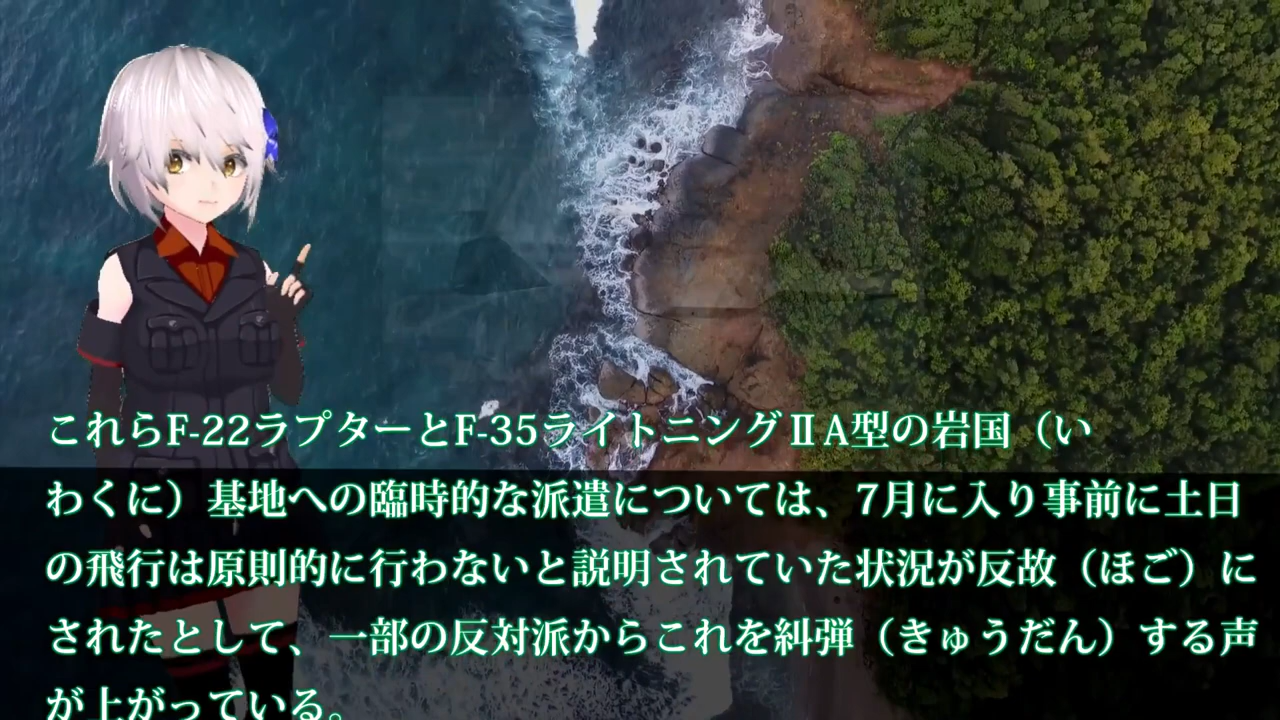 これらF-22ラプターとF-35ライトニングⅡA型の岩国（い
わくに）基地への臨時的な派遣については、7月に入り事前に土日
の飛行は原則的に行わないと説明されていた状況が反故（ほご）に
されたとして、一部の反対派からこれを糾弾（きゅうだん）する声
が上がっている。